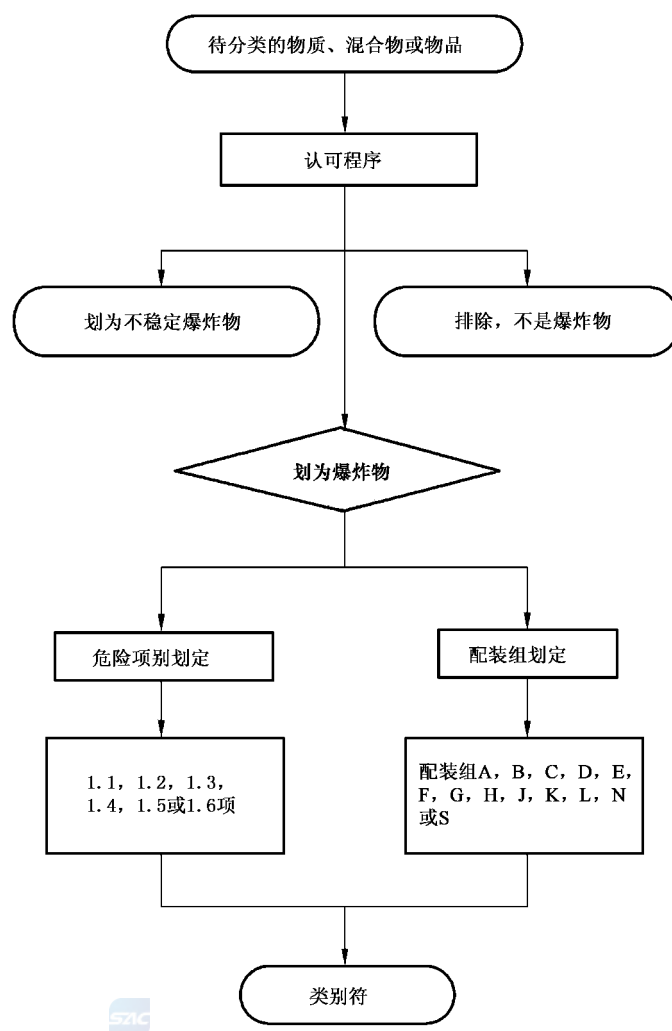 待分类的物质、混合物或物品
认可程序
划为不稳定爆炸物
排除，不是爆炸物
划为爆炸物
危险项别划定
配装组划定
1.1，1.2，1.3，
1.4，1.5或1.6项
配装组A，B，C，D，E，
F，G，H，J，K，L，N
或S
类别符
SAC